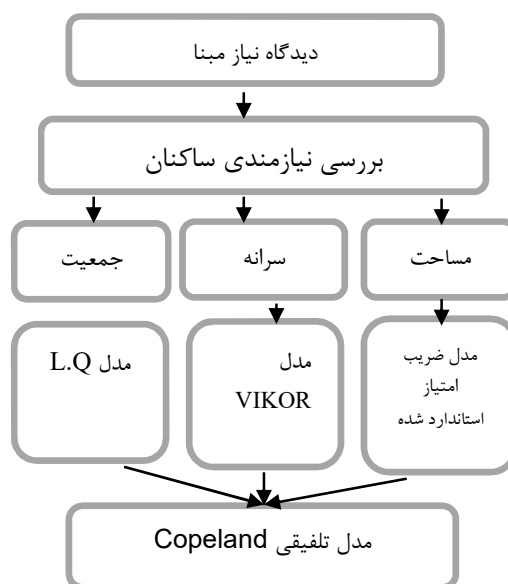 دیدگاه نیاز مبنا
بررسی نیازمندی ساکنان
مساحت
سرانه
جمعیت
مدل ضریب
امتیاز
استاندارد شده
مدل
VIKOR
مدل L.Q
مدل تلفیقی Copeland